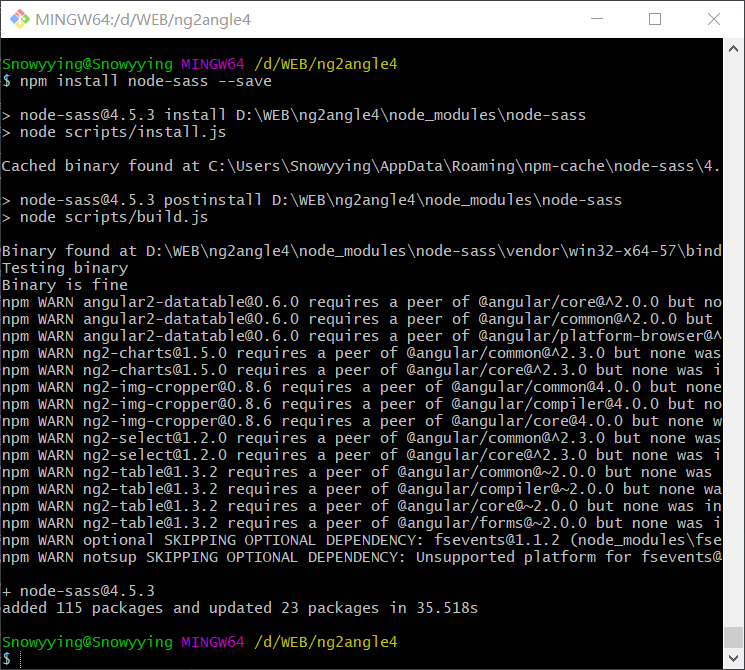 MINGW64:/d/WEB/ng2angle4
Snowyying@Snowyying MINGW64 /d/WEB/ng2angle4
$ npm install node-sass --save
> node-sass@4.5.3 install D:\WEB\ng2angle4\node_modules\node-sass
> node scripts/install.js
Cached binary found at C:\Users\Snowyying\AppData\Roaming\npm-cache\node-sass\4.
> node-sass@4.5.3 postinstall D:\WEB\ng2angle4\node_modules\node-sass
> node scripts/build.js
Binary found at D:\WEB\ng2angle4\node_modules\node-sass\vendor\win32-x64-57\bind
Testing binary
Binary is fine
npm WARN angular2-datatable@0.6.0 requires a peer of @angular/core@^2.0.0 but no
npm WARN angular2-datatable@0.6.0 requires a peer of @angular/common@^2.0.0 but
npm WARN angular2-datatable@0.6.0 requires a peer of @angular/platform-browser@^
npm WARN ng2-charts@1.5.0 requires a peer of @angular/common@^2.3.0 but none was
npm WARN ng2-charts@1.5.0 requires a peer of @angular/core@^2.3.0 but none was i
npm WARN ng2-img-cropper@0.8.6 requires a peer of @angular/common@4.0.0 but none
npm WARN ng2-img-cropper@0.8.6 requires a peer of @angular/compiler@4.0.0 but no
npm WARN ng2-img-cropper@0.8.6 requires a peer of @angular/core@4.0.0 but none w
npm WARN ng2-select@1.2.0 requires a peer of @angular/common@^2.3.0 but none was
npm WARN ng2-select@1.2.0 requires a peer of @angular/core@^2.3.0 but none was i
npm WARN ng2-table@1.3.2 requires a peer of @angular/common@~2.0.0 but none was
npm WARN ng2-table@1.3.2 requires a peer of @angular/compiler@~2.0.0 but none wa
npm WARN ng2-table@1.3.2 requires a peer of @angular/core@~2.0.0 but none was in
npm WARN ng2-table@1.3.2 requires a peer of @angular/forms@~2.0.0 but none was i
npm WARN optional SKIPPING OPTIONAL DEPENDENCY: fsevents@1.1.2 (node_modules\fse
npm WARN notsup SKIPPING OPTIONAL DEPENDENCY: Unsupported platform for fsevents@
+ node-sass@4.5.3
added 115 packages and updated 23 packages in 35.518s
Snowyying@Snowyying MINGW64 /d/WEB/ng2angle4
$